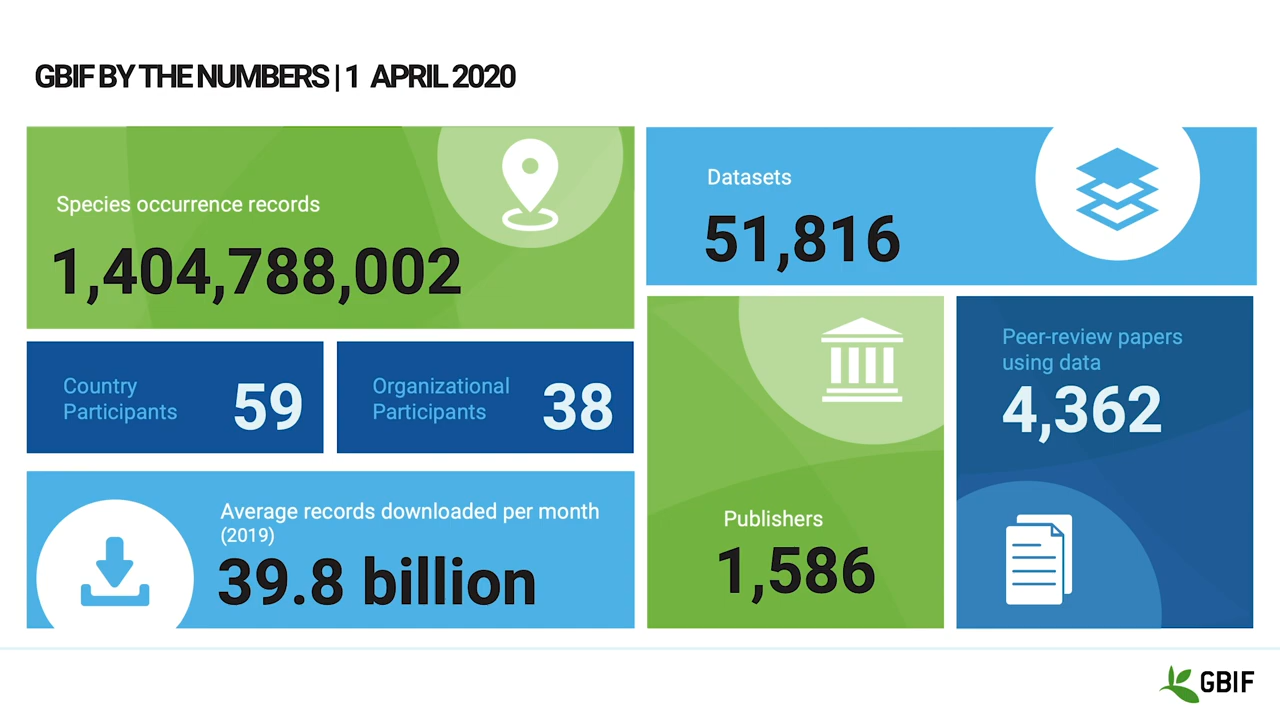 GBIF BY THE NUMBERS | 1 APRIL 2020
Species occurrence records
1,404,788,002
Datasets
51,816
Country
Participants
59
Organizational
Participants
38
Average records downloaded per month
(2019)
39.8 billion
Publishers
1,586
Peer-review papers
using data
4,362
GBIF